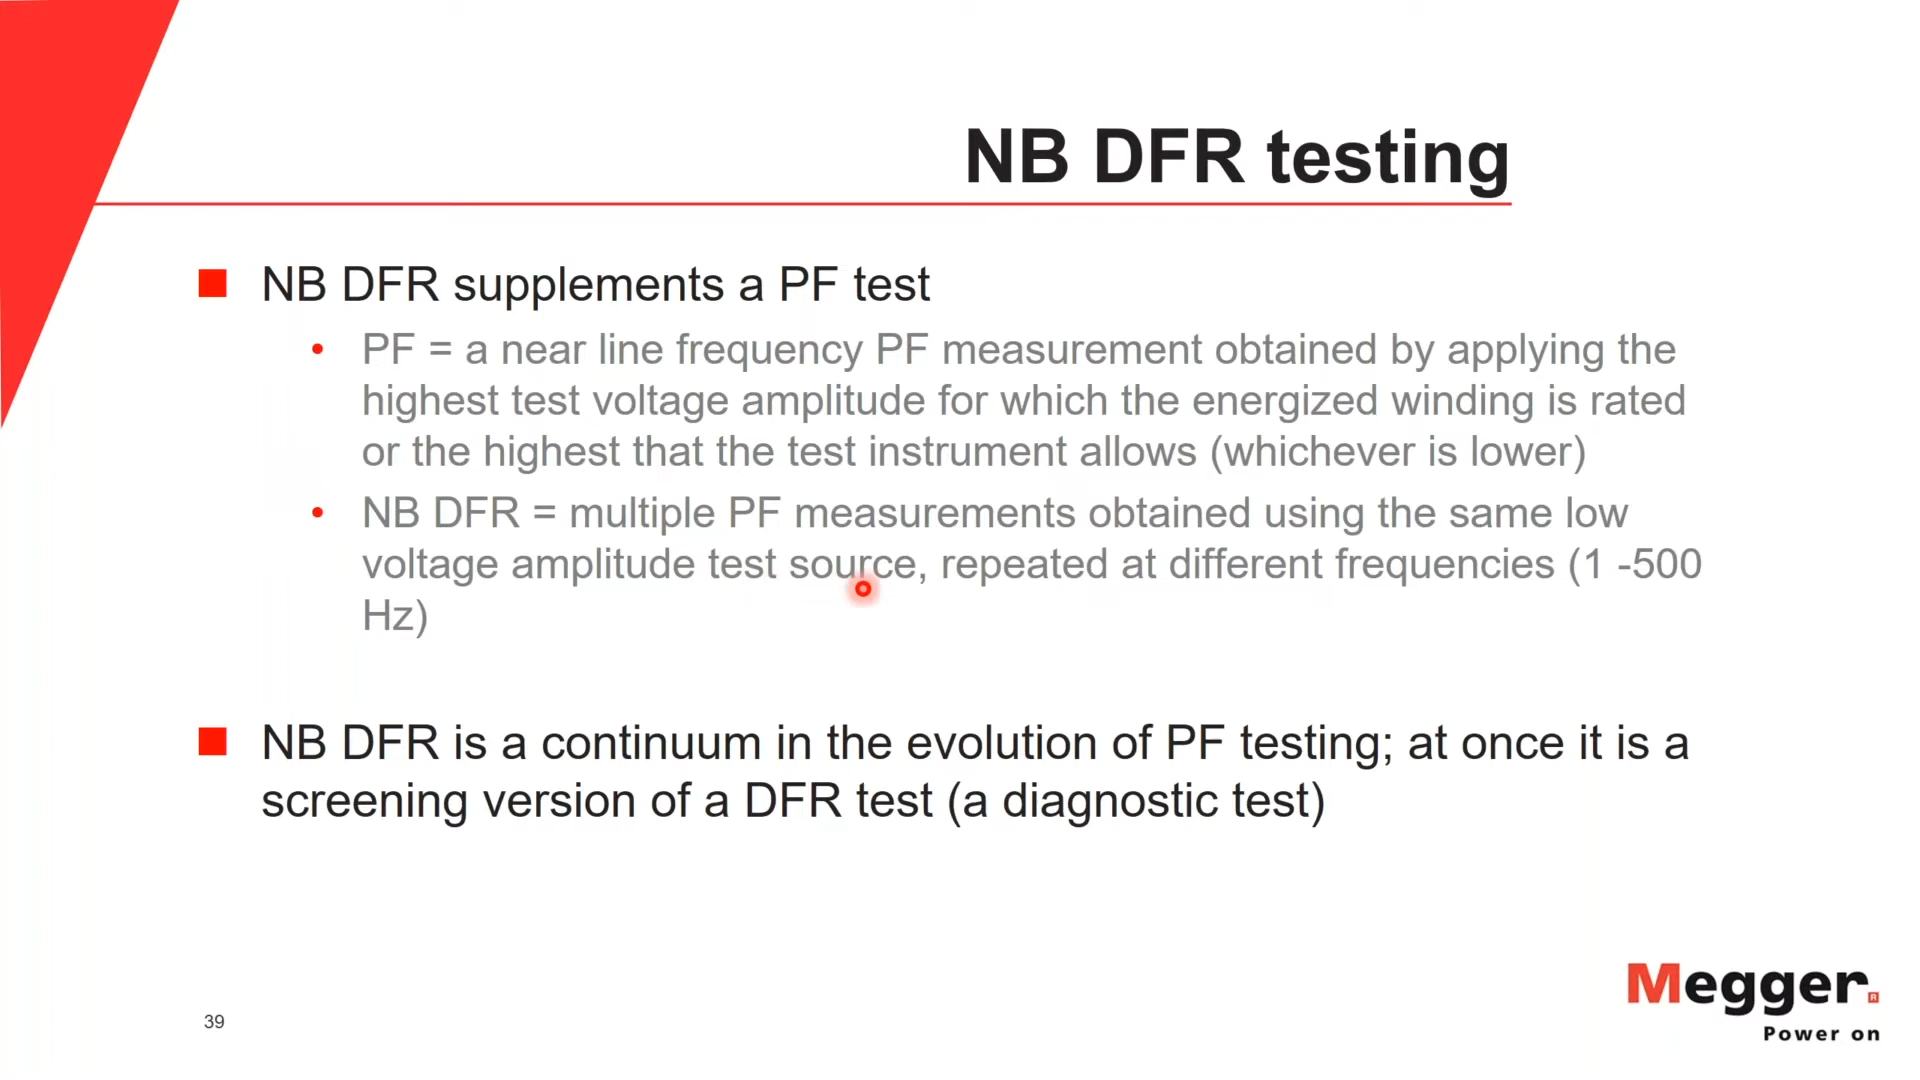 NB DFR testing
NB DFR supplements a PF test
PF = a near line frequency PF measurement obtained by applying the
highest test voltage amplitude for which the energized winding is rated
or the highest that the test instrument allows (whichever is lower)
NB DFR = multiple PF measurements obtained using the same low
voltage amplitude test source, repeated at different frequencies (1 -500
Hz)
NB DFR is a continuum in the evolution of PF testing; at once it is a
screening version of a DFR test (a diagnostic test)
39
Megger®
Power on